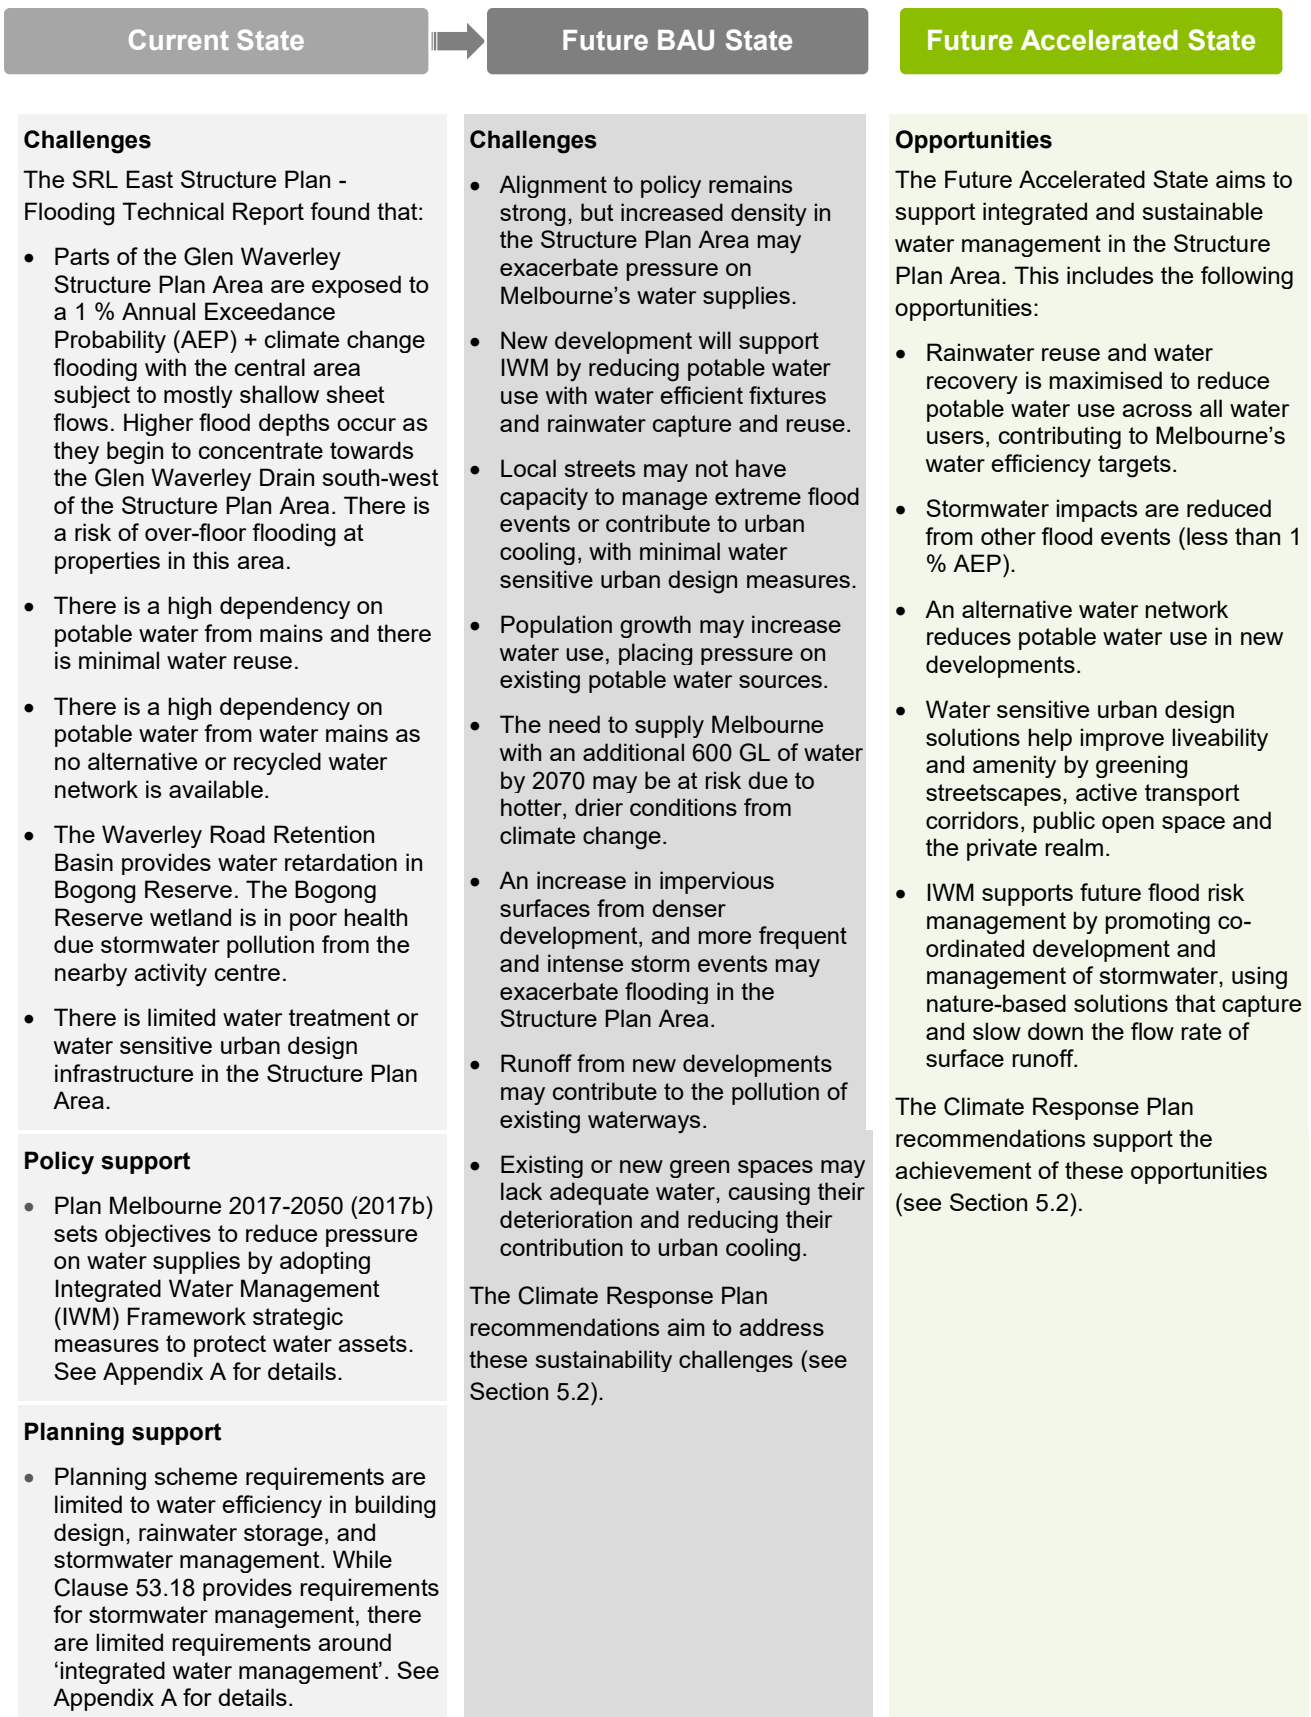 Current State
Future BAU State
Future Accelerated State
Challenges
The SRL East Structure Plan -
Flooding Technical Report found that:
• Parts of the Glen Waverley
Structure Plan Area are exposed to
a 1 % Annual Exceedance
Probability (AEP) + climate change
flooding with the central area
subject to mostly shallow sheet
flows. Higher flood depths occur as
they begin to concentrate towards
the Glen Waverley Drain south-west
of the Structure Plan Area. There is
a risk of over-floor flooding at
properties in this area.
• There is a high dependency on
potable water from mains and there
is minimal water reuse.
• There is a high dependency on
potable water from water mains as
no alternative or recycled water
network is available.
• The Waverley Road Retention
Basin provides water retardation in
Bogong Reserve. The Bogong
Reserve wetland is in poor health
due stormwater pollution from the
nearby activity centre.
• There is limited water treatment or
water sensitive urban design
infrastructure in the Structure Plan
Area.
Policy support
• Plan Melbourne 2017-2050 (2017b)
sets objectives to reduce pressure
on water supplies by adopting
Integrated Water Management
(IWM) Framework strategic
measures to protect water assets.
See Appendix A for details.
Planning support
• Planning scheme requirements are
limited to water efficiency in building
design, rainwater storage, and
stormwater management. While
Clause 53.18 provides requirements
for stormwater management, there
are limited requirements around
‘integrated water management’. See
Appendix A for details.
Challenges
• Alignment to policy remains
strong, but increased density in
the Structure Plan Area may
exacerbate pressure on
Melbourne’s water supplies.
• New development will support
IWM by reducing potable water
use with water efficient fixtures
and rainwater capture and reuse.
• Local streets may not have
capacity to manage extreme flood
events or contribute to urban
cooling, with minimal water
sensitive urban design measures.
• Population growth may increase
water use, placing pressure on
existing potable water sources.
• The need to supply Melbourne
with an additional 600 GL of water
by 2070 may be at risk due to
hotter, drier conditions from
climate change.
• An increase in impervious
surfaces from denser
development, and more frequent
and intense storm events may
exacerbate flooding in the
Structure Plan Area.
• Runoff from new developments
may contribute to the pollution of
existing waterways.
• Existing or new green spaces may
lack adequate water, causing their
deterioration and reducing their
contribution to urban cooling.
The Climate Response Plan
recommendations aim to address
these sustainability challenges (see
Section 5.2).
Opportunities
The Future Accelerated State aims to
support integrated and sustainable
water management in the Structure
Plan Area. This includes the following
opportunities:
• Rainwater reuse and water
recovery is maximised to reduce
potable water use across all water
users, contributing to Melbourne’s
water efficiency targets.
• Stormwater impacts are reduced
from other flood events (less than 1
% AEP).
• An alternative water network
reduces potable water use in new
developments.
• Water sensitive urban design
solutions help improve liveability
and amenity by greening
streetscapes, active transport
corridors, public open space and
the private realm.
• IWM supports future flood risk
management by promoting co-
ordinated development and
management of stormwater, using
nature-based solutions that capture
and slow down the flow rate of
surface runoff.
The Climate Response Plan
recommendations support the
achievement of these opportunities
(see Section 5.2).